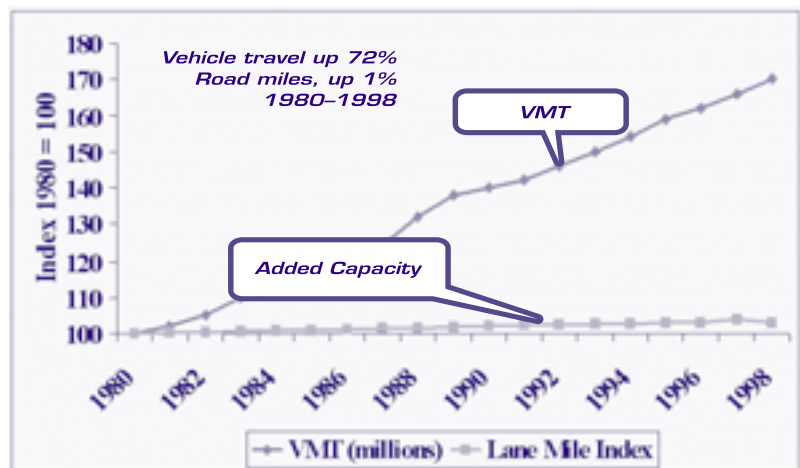 Vehicle travel up 72%
Road miles, up 1%
1980–1998
VMT
Added Capacity
Index 1980 = 100
180
170
160
150
140
130
120
110
100
1980
1982
1984
1986
1988
1990
1992
1994
1996
1998
VMT (millions)
Lane Mile Index